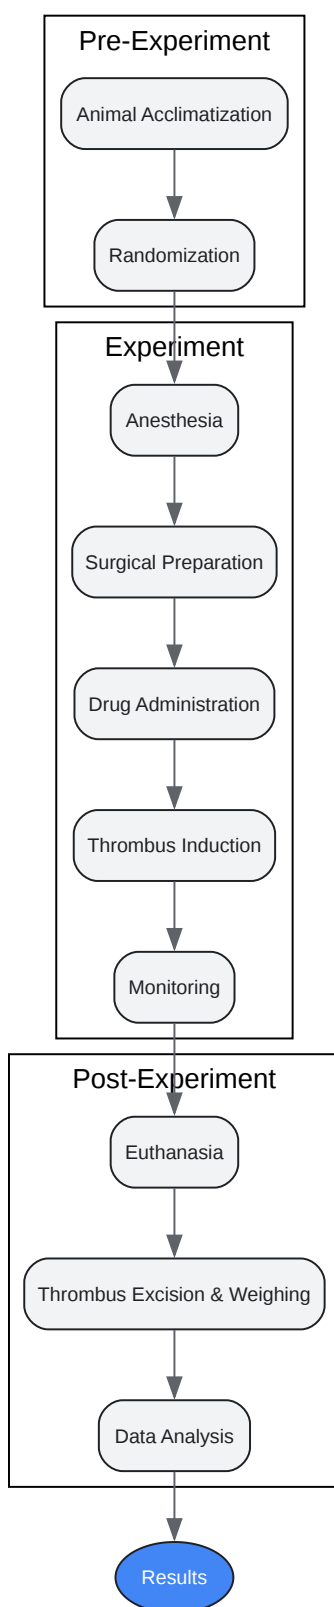 Pre-Experiment
Animal Acclimatization
Randomization
Experiment
Anesthesia
Surgical Preparation
Drug Administration
Thrombus Induction
Monitoring
Post-Experiment
Euthanasia
Thrombus Excision & Weighing
Data Analysis
Results